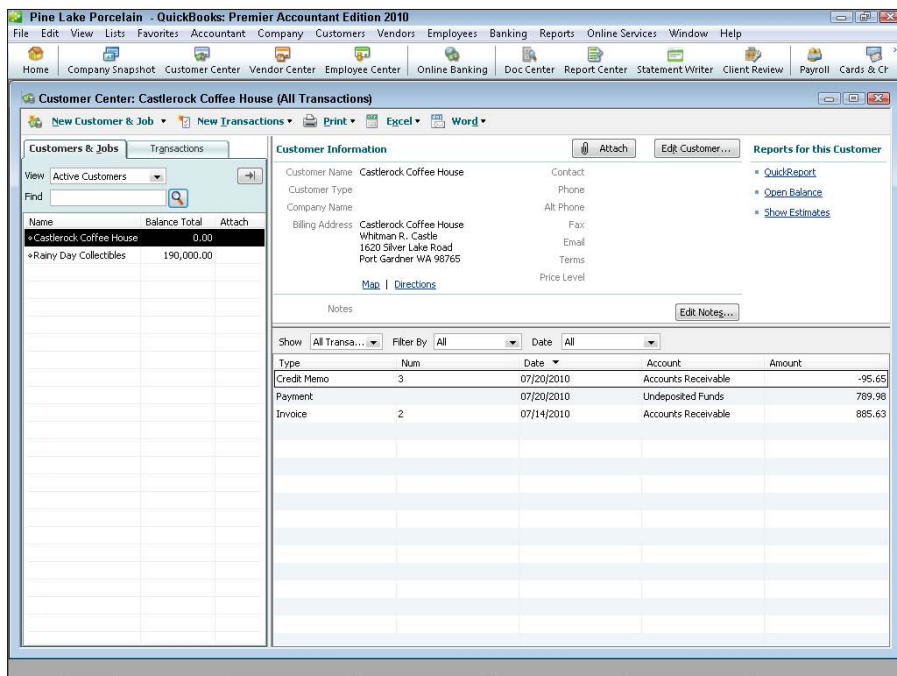 Pine Lake Porcelain - QuickBooks: Premier Accountant Edition 2010
File Edit View Lists Favorites Accountant Company Customers Vendors Employees Banking Reports Online Services Window Help
Home Company Snapshot Customer Center Vendor Center Employee Center Online Banking Doc Center Report Center Statement Writer Client Review Payroll Cards & Ch
Customer Center: Castlerock Coffee House (All Transactions)
New Customer & Job New Transactions Print Excel Word
Customers & Jobs Transactions
View Active Customers
Find
Name Balance Total Attach
Castlerock Coffee House 0.00
Rainy Day Collectibles 190,000.00
Customer Information Attach Edit Customer... Reports for this Customer
Customer Name Castlerock Coffee House Contact QuickReport
Customer Type Phone Open Balance
Company Name Alt Phone Show Estimates
Billing Address Castlerock Coffee House Fax
Whitman R. Castle
1620 Silver Lake Road Email
Port Gardner WA 98765 Terms
Map | Directions Price Level
Notes Edit Notes...
Show All Transa... Filter By All Date All
Type Num Date Account Amount
Credit Memo 3 07/20/2010 Accounts Receivable -95.65
Payment 07/20/2010 Undeposited Funds 789.98
Invoice 2 07/14/2010 Accounts Receivable 885.63